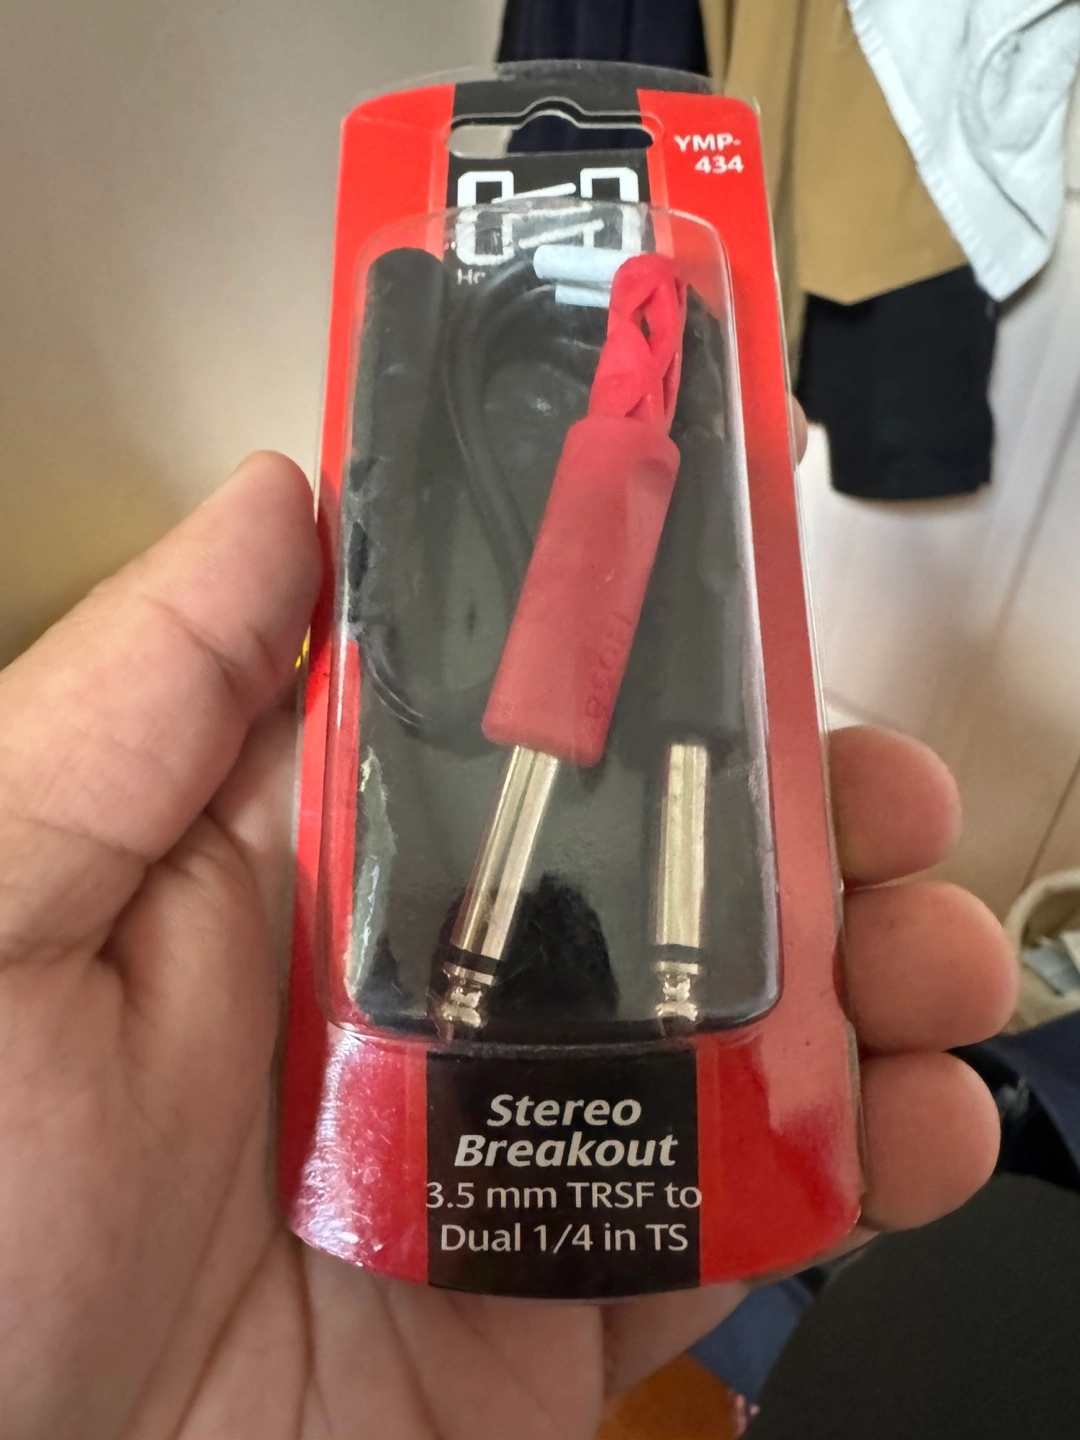 YMP-
434
Stereo
Breakout
3.5 mm TRSF to
Dual 1/4 in TS